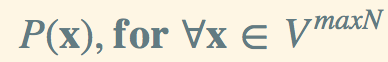 P(x), for ∀x ∈ V^{maxN}